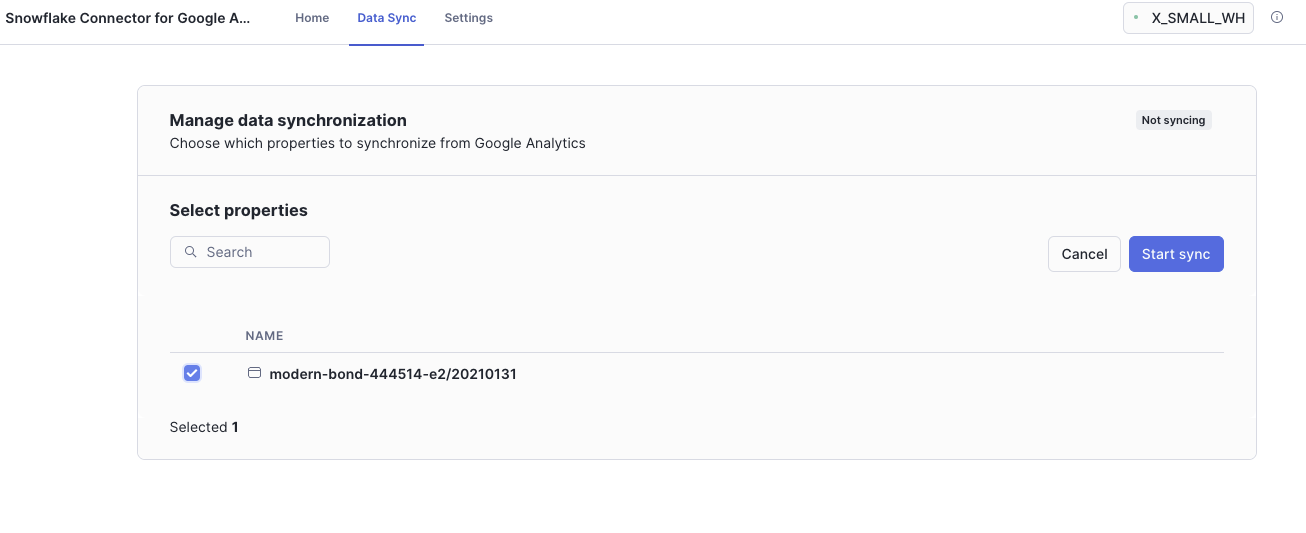 Snowflake Connector for Google A... Home Data Sync Settings X_SMALL_WH
Manage data synchronization Not syncing
Choose which properties to synchronize from Google Analytics
Select properties
Search Cancel Start sync
NAME
modern-bond-444514-e2/20210131
Selected 1